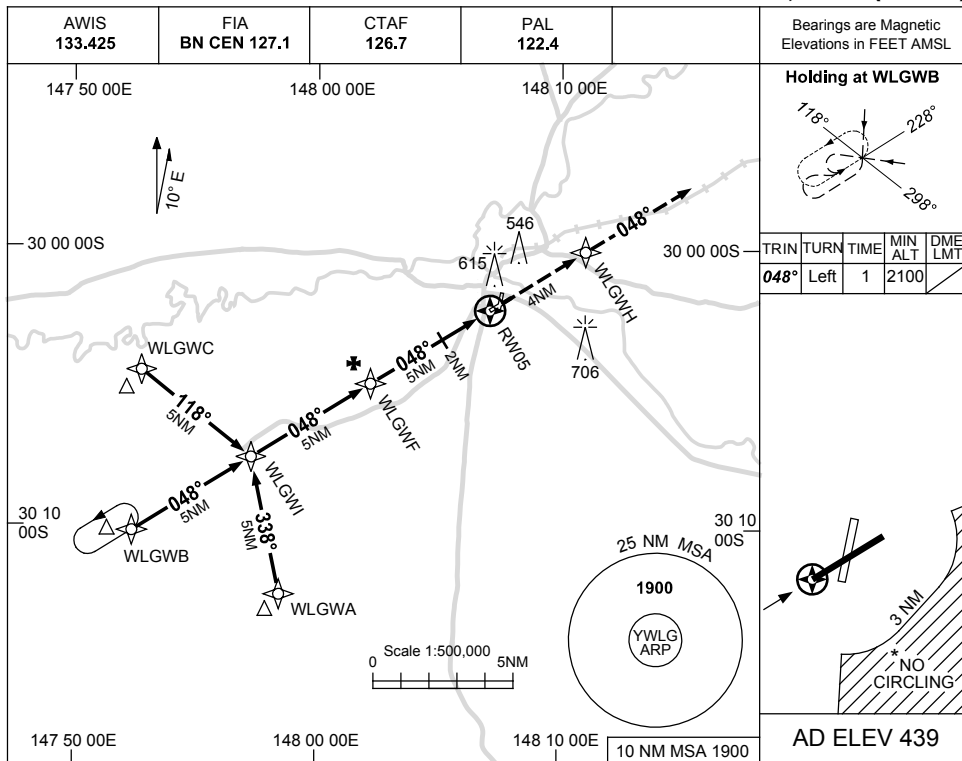 AWIS
133.425
FIA
BN CEN 127.1
CTAF
126.7
PAL
122.4
Bearings are Magnetic
Elevations in FEET AMSL
147 50 00E
148 00 00E
148 10 00E
Holding at WLGWB
118°
228°
298°
10° E
30 00 00S
30 00 00S
546
615
048°
WLGWH
4NM
RW05
706
TRIN
TURN
TIME
MIN
ALT
DME
LMT
048°
Left
1
2100
WLGWC
118°
5NM
048°
5NM
2NM
WLGWF
048°
5NM
WLGWI
048°
5NM
338°
5NM
30 10
00S
WLGWB
WLGWA
30 10
00S
25 NM MSA
1900
YWLG
ARP
Scale 1:500,000
0
5NM
3 NM
*NO
CIRCLING
147 50 00E
148 00 00E
148 10 00E
10 NM MSA 1900
AD ELEV 439